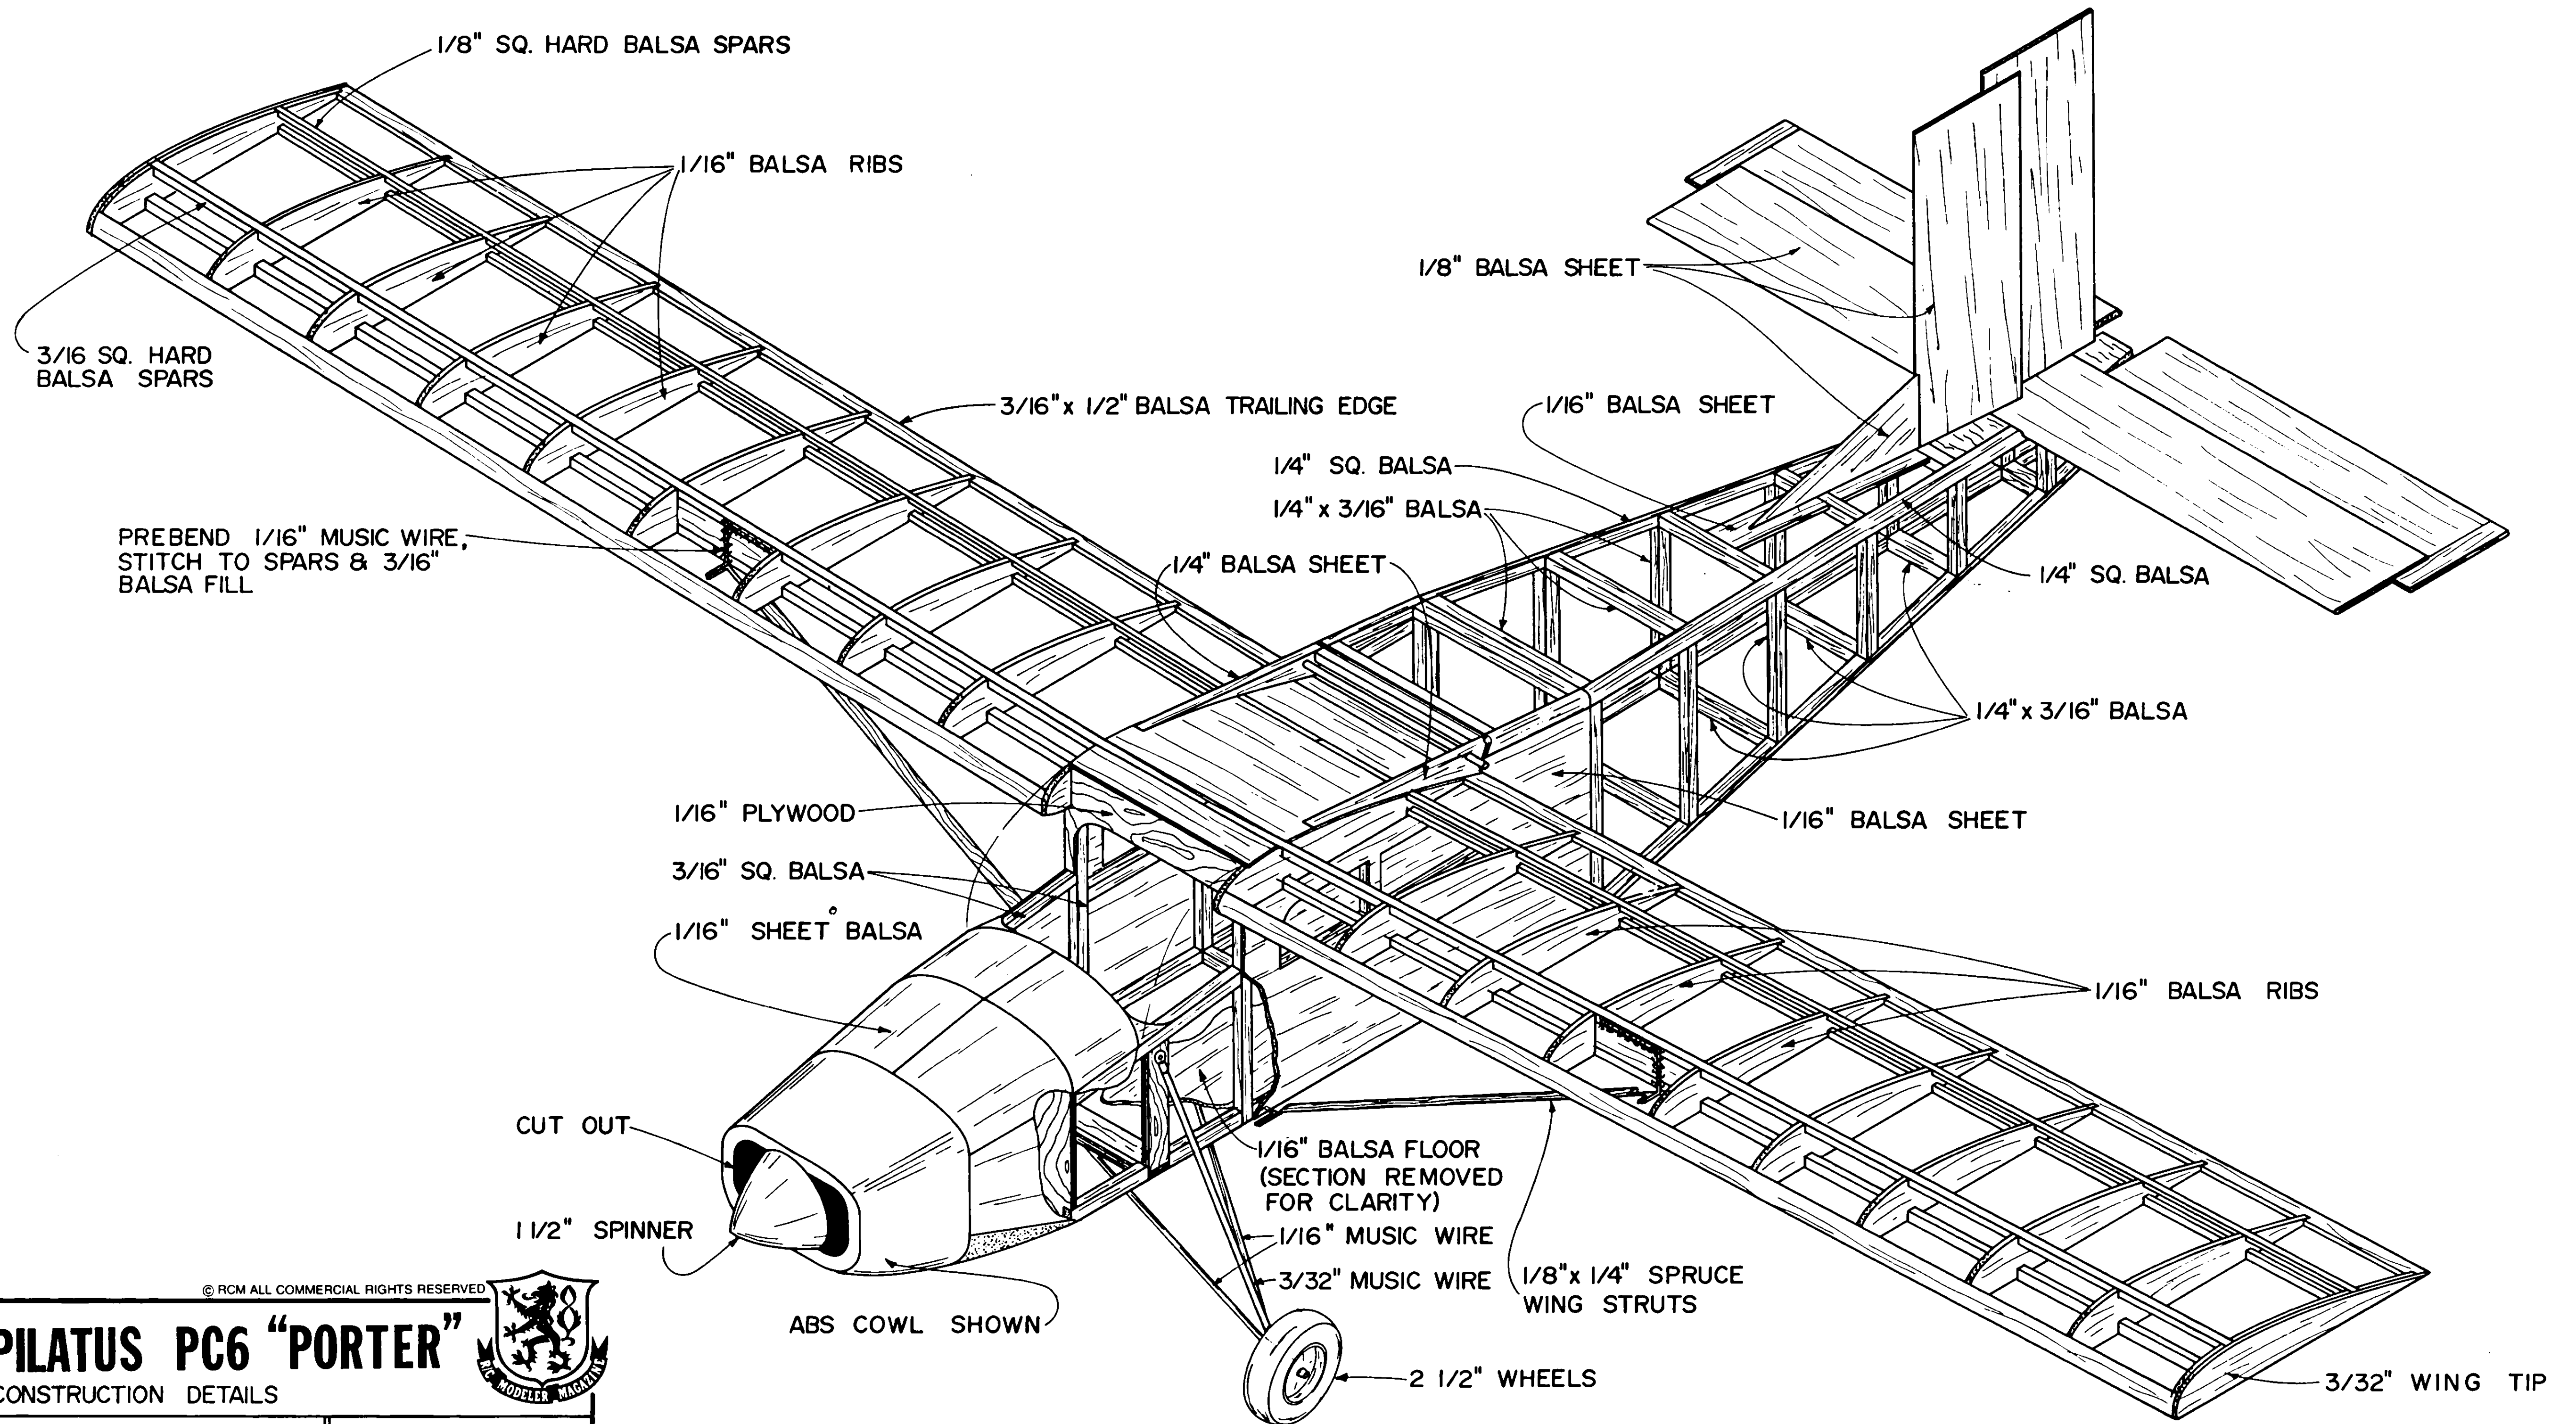 1/8" SQ. HARD BALSA SPARS
1/16" BALSA RIBS
1/8" BALSA SHEET
3/16 SQ. HARD
BALSA SPARS
3/16" x 1/2" BALSA TRAILING EDGE
1/16" BALSA SHEET
1/4" SQ. BALSA
1/4" x 3/16" BALSA
PREBEND 1/16" MUSIC WIRE,
STITCH TO SPARS & 3/16"
BALSA FILL
1/4" BALSA SHEET
1/4" SQ. BALSA
1/4" x 3/16" BALSA
1/16" PLYWOOD
1/16" BALSA SHEET
3/16" SQ. BALSA
1/16" SHEET BALSA
1/16" BALSA RIBS
CUT OUT
1/16" BALSA FLOOR
(SECTION REMOVED
FOR CLARITY)
1 1/2" SPINNER
1/16" MUSIC WIRE
3/32" MUSIC WIRE
1/8" x 1/4" SPRUCE
WING STRUTS
ABS COWL SHOWN
2 1/2" WHEELS
3/32" WING TIP
© RCM ALL COMMERCIAL RIGHTS RESERVED
PILATUS PC6 "PORTER"
CONSTRUCTION DETAILS
R/C MODELER MAGAZINE